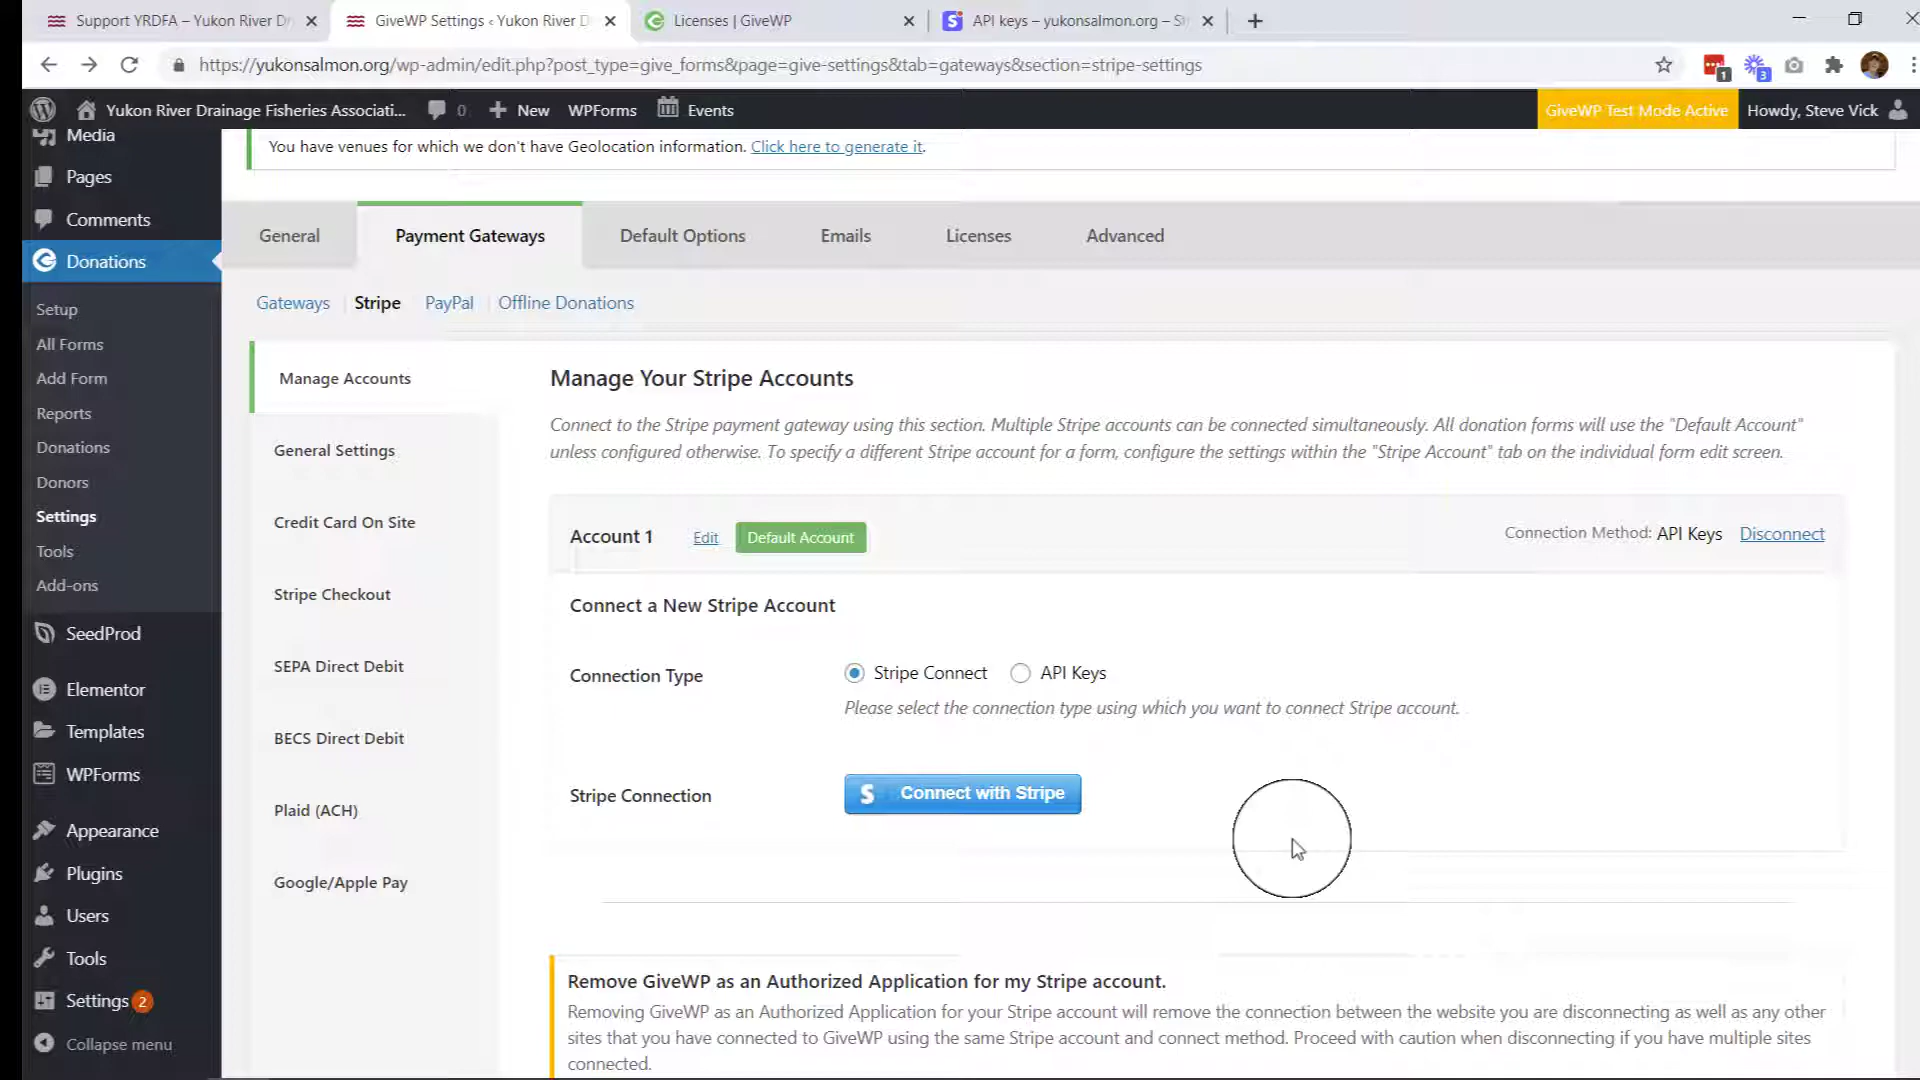 Support YRDFA – Yukon River Dr
GiveWP Settings ‹ Yukon River D
Licenses | GiveWP
API keys – yukonsalmon.org – St
https://yukonsalmon.org/wp-admin/edit.php?post_type=give_forms&page=give-settings&tab=gateways&section=stripe-settings
1
3
Yukon River Drainage Fisheries Associati...
0
New
WPForms
Events
GiveWP Test Mode Active
Howdy, Steve Vick
Media
Pages
Comments
Donations
Setup
All Forms
Add Form
Reports
Donations
Donors
Settings
Tools
Add-ons
SeedProd
Elementor
Templates
WPForms
Appearance
Plugins
Users
Tools
Settings 2
Collapse menu
You have venues for which we don't have Geolocation information. Click here to generate it.
General
Payment Gateways
Default Options
Emails
Licenses
Advanced
Gateways | Stripe PayPal Offline Donations
Manage Accounts
General Settings
Credit Card On Site
Stripe Checkout
SEPA Direct Debit
BECS Direct Debit
Plaid (ACH)
Google/Apple Pay
Manage Your Stripe Accounts
Connect to the Stripe payment gateway using this section. Multiple Stripe accounts can be connected simultaneously. All donation forms will use the "Default Account"
unless configured otherwise. To specify a different Stripe account for a form, configure the settings within the "Stripe Account" tab on the individual form edit screen.
Account 1 Edit Default Account
Connection Method: API Keys Disconnect
Connect a New Stripe Account
Connection Type
Stripe Connect API Keys
Please select the connection type using which you want to connect Stripe account.
Stripe Connection
S Connect with Stripe
Remove GiveWP as an Authorized Application for my Stripe account.
Removing GiveWP as an Authorized Application for your Stripe account will remove the connection between the website you are disconnecting as well as any other
sites that you have connected to GiveWP using the same Stripe account and connect method. Proceed with caution when disconnecting if you have multiple sites
connected.